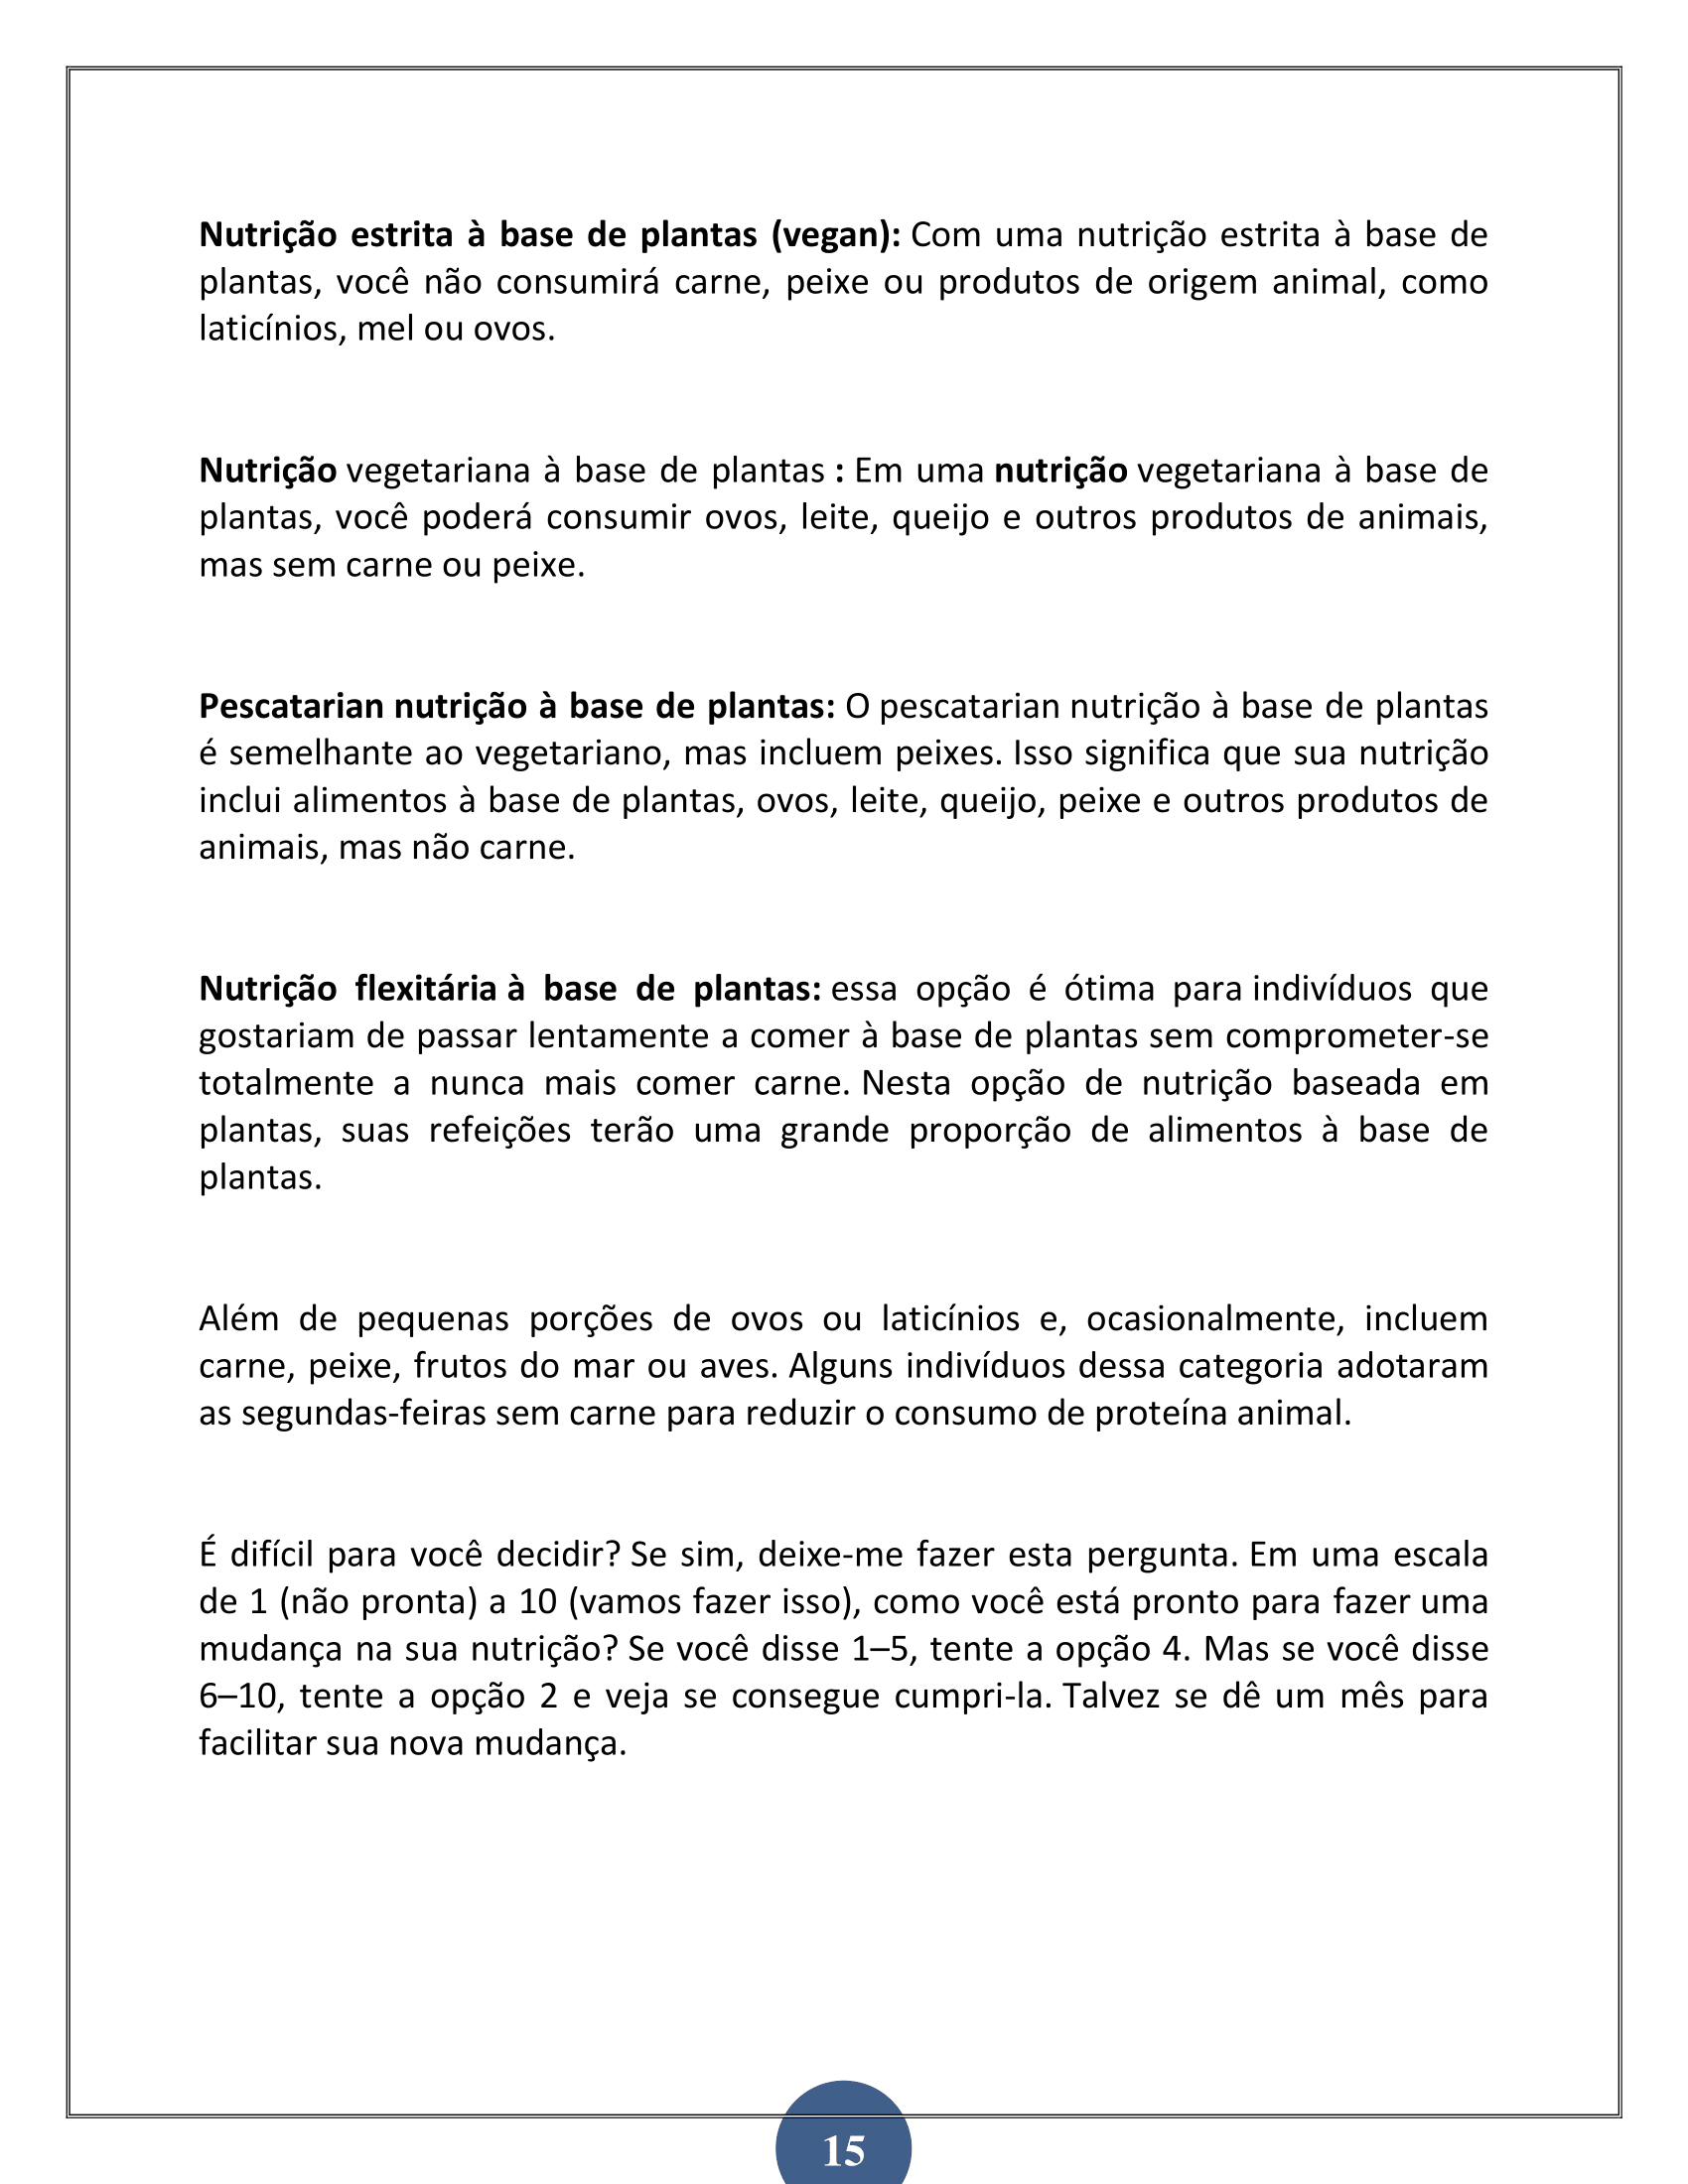 Nutrição estrita à base de plantas (vegan): Com uma nutrição estrita à base de
plantas, você não consumirá carne, peixe ou produtos de origem animal, como
laticínios, mel ou ovos.
Nutrição vegetariana à base de plantas : Em uma nutrição vegetariana à base de
plantas, você poderá consumir ovos, leite, queijo e outros produtos de animais,
mas sem carne ou peixe.
Pescatarian nutrição à base de plantas: O pescatarian nutrição à base de plantas
é semelhante ao vegetariano, mas incluem peixes. Isso significa que sua nutrição
inclui alimentos à base de plantas, ovos, leite, queijo, peixe e outros produtos de
animais, mas não carne.
Nutrição flexitária à base de plantas: essa opção é ótima para indivíduos que
gostariam de passar lentamente a comer à base de plantas sem comprometer-se
totalmente a nunca mais comer carne. Nesta opção de nutrição baseada em
plantas, suas refeições terão uma grande proporção de alimentos à base de
plantas.
Além de pequenas porções de ovos ou laticínios e, ocasionalmente, incluem
carne, peixe, frutos do mar ou aves. Alguns indivíduos dessa categoria adotaram
as segundas-feiras sem carne para reduzir o consumo de proteína animal.
É difícil para você decidir? Se sim, deixe-me fazer esta pergunta. Em uma escala
de 1 (não pronta) a 10 (vamos fazer isso), como você está pronto para fazer uma
mudança na sua nutrição? Se você disse 1–5, tente a opção 4. Mas se você disse
6–10, tente a opção 2 e veja se consegue cumpri-la. Talvez se dê um mês para
facilitar sua nova mudança.
15